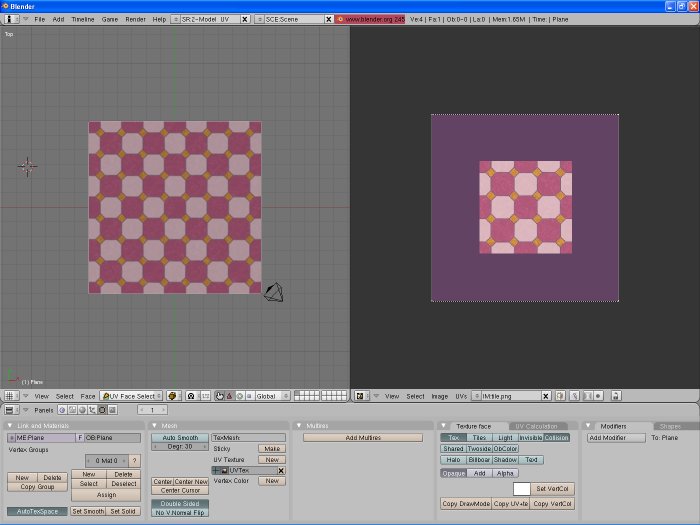 Blender
File Add Timeline Game Render Help SR:2-Model UV SCE:Scene www.blender.org 245 Ve:4 | Fa:1 | Ob:0-0 | La:0 | Mem:1.65M | Time: | Plane
Top
(1) Plane
View Select Face UV Face Select Global
View Select Image UVs IM:tile.png
Panels 1
Link and Materials
ME:Plane F OB:Plane
Vertex Groups
0 Mat 0 ?
New Delete New Delete
Copy Group Select Deselect
Assign
AutoTexSpace Set Smooth Set Solid
Mesh
Auto Smooth TexMesh:
Degr: 30 Sticky Make
UV Texture New
UVTex
Center Center New Vertex Color New
Center Cursor
Double Sided
No V.Normal Flip
Multires
Add Multires
Texture face UV Calculation
Tex Tiles Light Invisible Collision
Shared Twoside ObColor
Halo Billboard Shadow Text
Opaque Add Alpha
Set VertCol
Copy DrawMode Copy UV+tex Copy VertCol
Modifiers Shapes
Add Modifier To: Plane